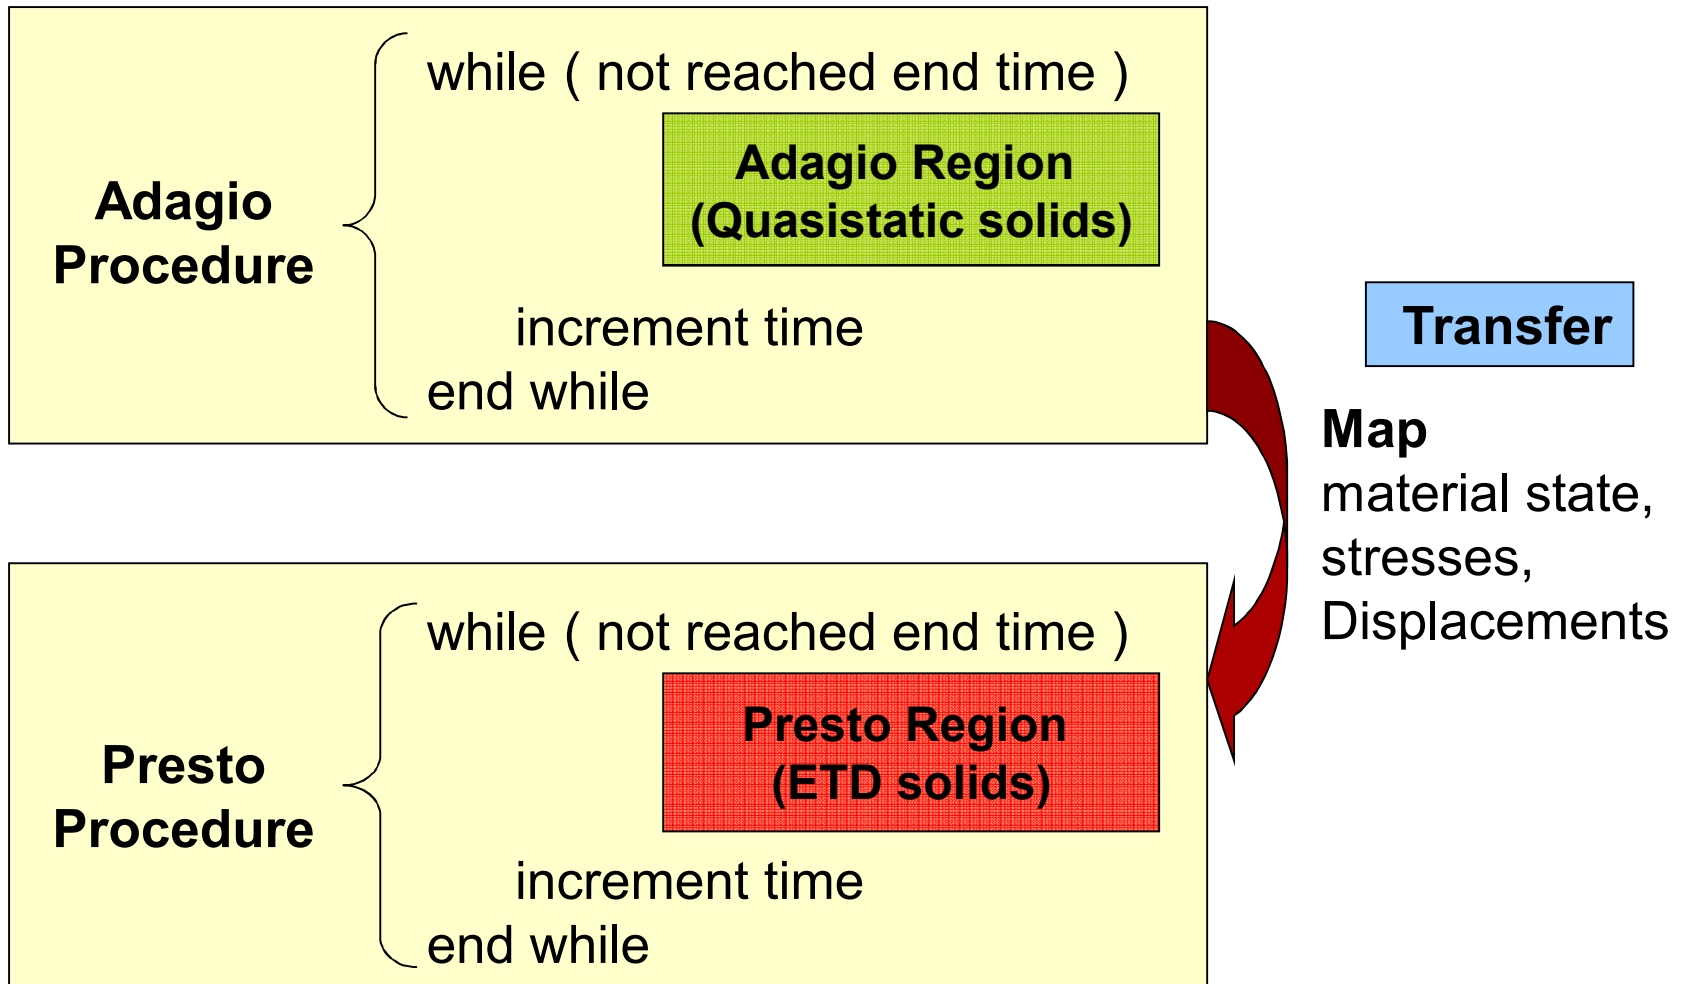 while ( not reached end time )
Adagio Region
(Quasistatic solids)
Adagio
Procedure
increment time
end while
Transfer
Map
material state,
stresses,
Displacements
while ( not reached end time )
Presto Region
(ETD solids)
Presto
Procedure
increment time
end while